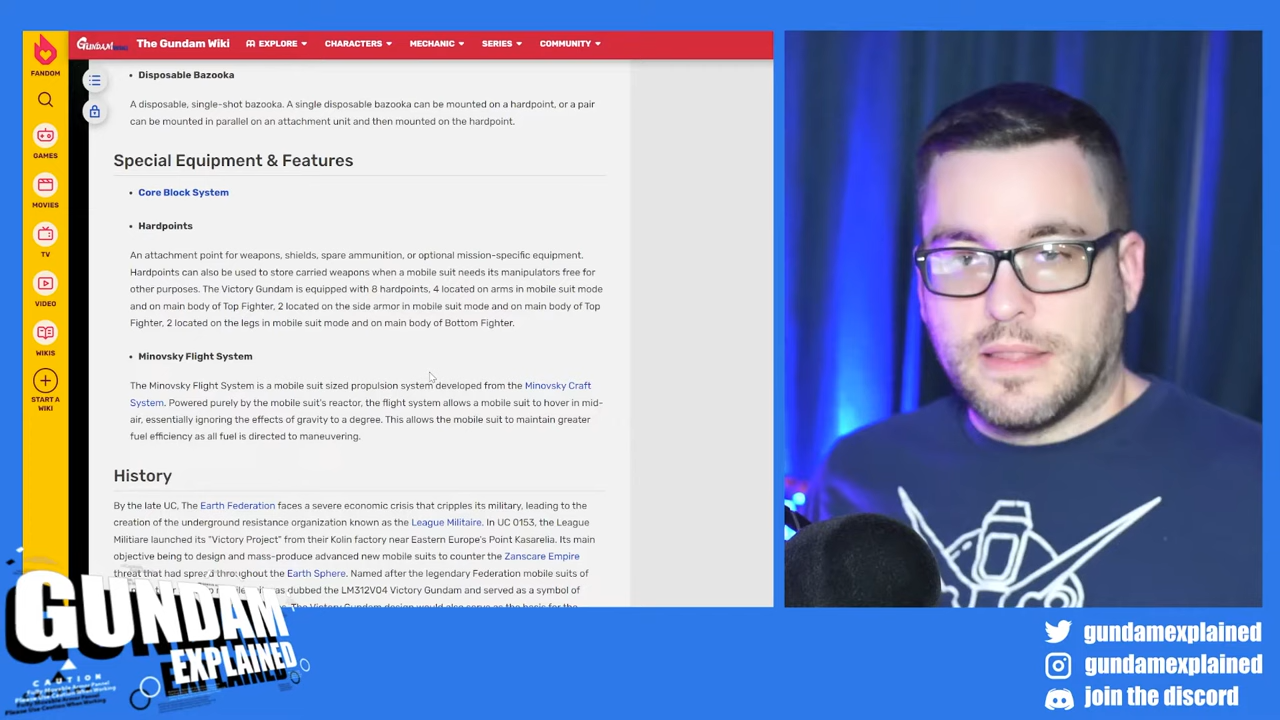 The Gundam Wiki
EXPLORE
CHARACTERS
MECHANIC
SERIES
COMMUNITY
FANDOM
GAMES
MOVIES
TV
VIDEO
WIKIS
START A
WIKI
• Disposable Bazooka
A disposable, single-shot bazooka. A single disposable bazooka can be mounted on a hardpoint, or a pair
can be mounted in parallel on an attachment unit and then mounted on the hardpoint.
Special Equipment & Features
• Core Block System
• Hardpoints
An attachment point for weapons, shields, spare ammunition, or optional mission-specific equipment.
Hardpoints can also be used to store carried weapons when a mobile suit needs its manipulators free for
other purposes. The Victory Gundam is equipped with 8 hardpoints, 4 located on arms in mobile suit mode
and on main body of Top Fighter, 2 located on the side armor in mobile suit mode and on main body of Top
Fighter, 2 located on the legs in mobile suit mode and on main body of Bottom Fighter.
• Minovsky Flight System
The Minovsky Flight System is a mobile suit sized propulsion system developed from the Minovsky Craft
System. Powered purely by the mobile suit's reactor, the flight system allows a mobile suit to hover in mid-
air, essentially ignoring the effects of gravity to a degree. This allows the mobile suit to maintain greater
fuel efficiency as all fuel is directed to maneuvering.
History
By the late UC, The Earth Federation faces a severe economic crisis that cripples its military, leading to the
creation of the underground resistance organization known as the League Militaire. In UC 0153, the League
Militiare launched its "Victory Project" from their Kolin factory near Eastern Europe's Point Kasarelia. Its main
objective being to design and mass-produce advanced new mobile suits to counter the Zanscare Empire
threat that had spread throughout the Earth Sphere. Named after the legendary Federation mobile suits of
was dubbed the LM312V04 Victory Gundam and served as a symbol of
GUNDAM
EXPLAINED
CAUTION
gundamexplained
gundamexplained
join the discord